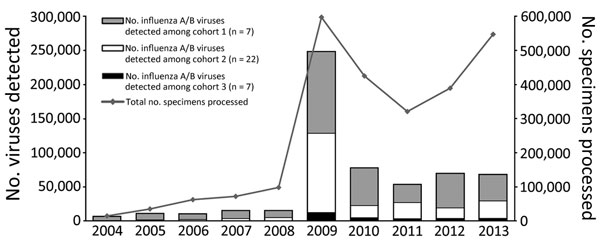 No. viruses detected
300,000
250,000
200,000
150,000
100,000
50,000
0
No. influenza A/B viruses
detected among cohort 1 (n = 7)
No. influenza A/B viruses
detected among cohort 2 (n = 22)
No. influenza A/B viruses
detected among cohort 3 (n = 7)
Total no. specimens processed
600,000
500,000
400,000
300,000
200,000
100,000
0
No. specimens processed
2004 2005 2006 2007 2008 2009 2010 2011 2012 2013